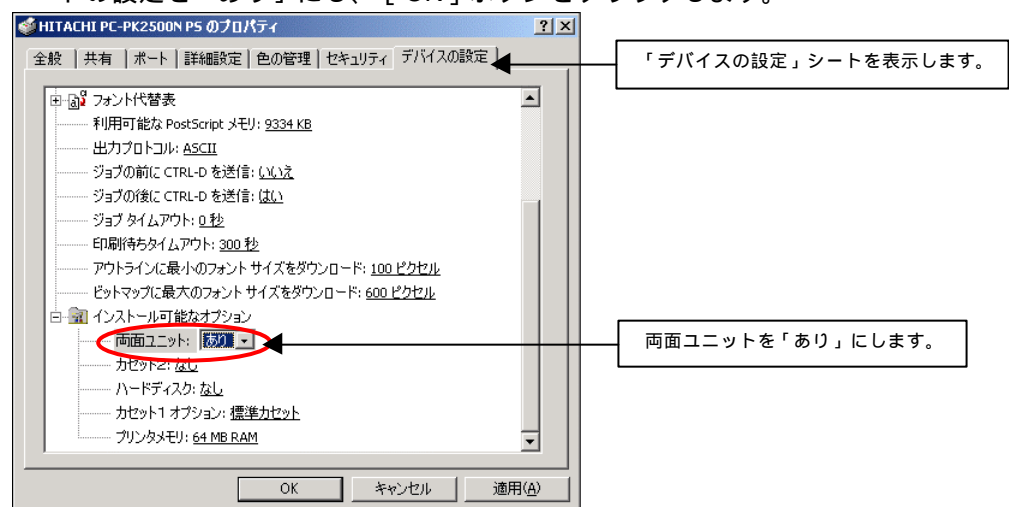 HITACHI PC-PK2500N PS のプロパティ
全般 共有 ポート 詳細設定 色の管理 セキュリティ デバイスの設定
「デバイスの設定」シートを表示します。
フォント代替表
利用可能な PostScript メモリ: 9334 KB
出力プロトコル: ASCII
ジョブの前に CTRL-D を送信: いいえ
ジョブの後に CTRL-D を送信: はい
ジョブ タイムアウト: 0 秒
印刷待ちタイムアウト: 300 秒
アウトラインに最小のフォント サイズをダウンロード: 100 ピクセル
ビットマップに最大のフォント サイズをダウンロード: 600 ピクセル
インストール可能なオプション
両面ユニット: あり
両面ユニットを「あり」にします。
カセット2: なし
ハードディスク: なし
カセット1 オプション: 標準カセット
プリンタメモリ: 64 MB RAM
OK キャンセル 適用(A)